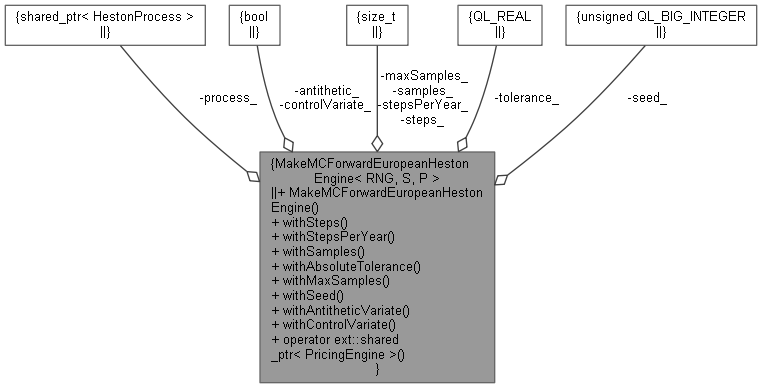 {shared_ptr< HestonProcess >
||}
{bool
||}
{size_t
||}
{QL_REAL
||}
{unsigned QL_BIG_INTEGER
||}
-process_
-antithetic_
-controlVariate_
-maxSamples_
-samples_
-stepsPerYear_
-steps_
-tolerance_
-seed_
{MakeMCForwardEuropeanHeston
Engine< RNG, S, P >
||+ MakeMCForwardEuropeanHeston
Engine()
+ withSteps()
+ withStepsPerYear()
+ withSamples()
+ withAbsoluteTolerance()
+ withMaxSamples()
+ withSeed()
+ withAntitheticVariate()
+ withControlVariate()
+ operator ext::shared
_ptr< PricingEngine >()
}